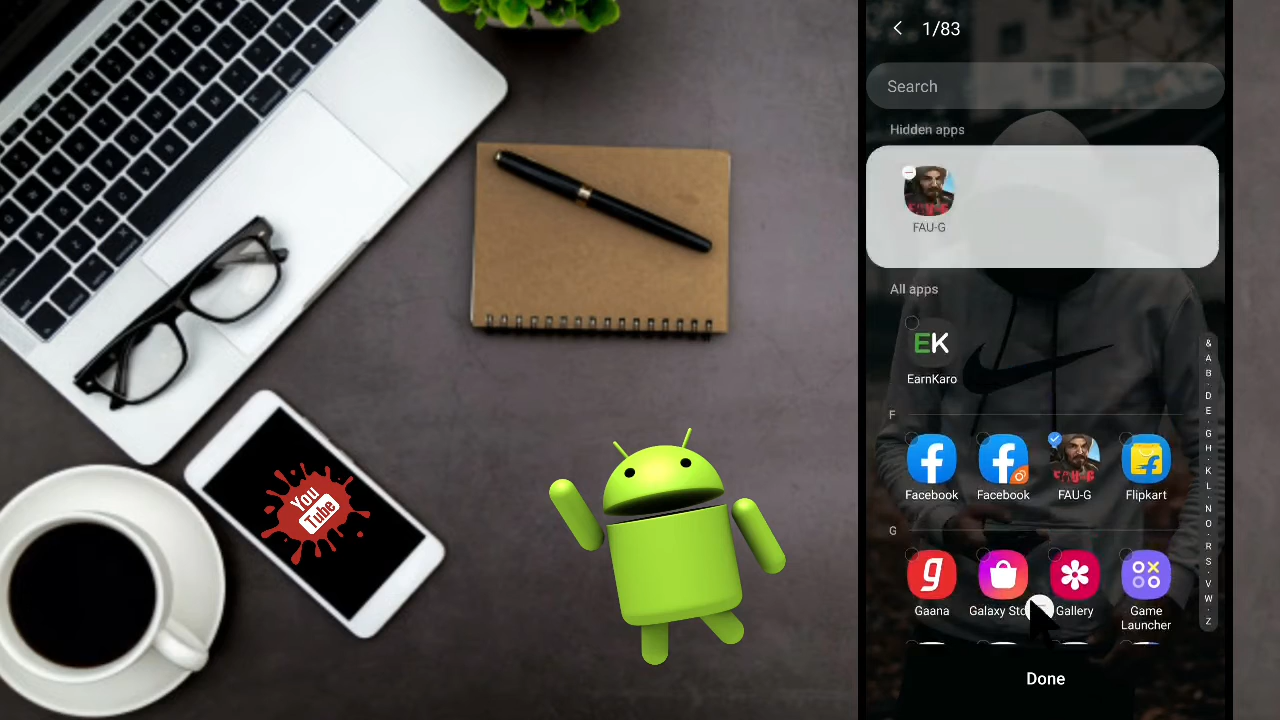 You
Tube
1/83
Search
Hidden apps
FAU-G
All apps
EK
EarnKaro
F
Facebook
Facebook
FAU-G
Flipkart
G
Gaana
Galaxy Sto
Gallery
Game
Launcher
&
A
B
D
E
G
H
K
L
N
O
R
S
V
W
Z
Done